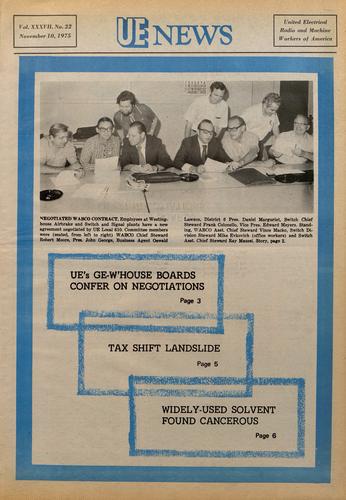 Vol. XXXVII, No. 22
November 10, 1975
UE NEWS
United Electrical
Radio and Machine
Workers of America
NEGOTIATED WABCO CONTRACT. Employees at Westing-
house Airbrake and Switch and Signal plants have a new
agreement negotiated by UE Local 610. Committee members
were (seated, from left to right) WABCO Chief Steward
Robert Moore, Pres. John George, Business Agent Oswald
Lawson, District 6 Pres. Daniel Marguriet, Switch Chief
Steward Frank Colonello, Vice Pres. Edward Meyers. Stand-
ing, WABCO Asst. Chief Steward Vince Marko, Switch Di-
vision Steward Mike Evkovich (office workers) and Switch
Asst. Chief Steward Ray Story, page 2.
UE's GE-W'HOUSE BOARDS
CONFER ON NEGOTIATIONS
Page 3
TAX SHIFT LANDSLIDE
Page 5
WIDELY-USED SOLVENT
FOUND CANCEROUS
Page 6